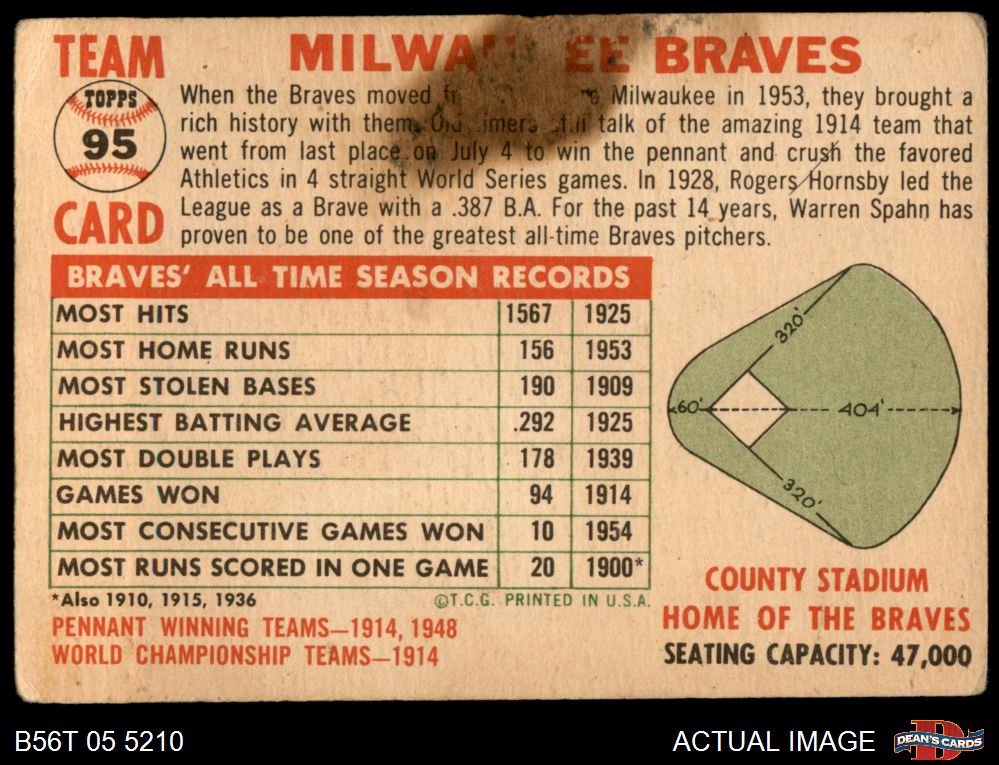 TEAM
TOPPS
95
CARD
MILWAUKEE BRAVES
When the Braves moved Milwaukee in 1953, they brought a
rich history with them. Old timers still talk of the amazing 1914 team that
went from last place on July 4 to win the pennant and crush the favored
Athletics in 4 straight World Series games. In 1928, Rogers Hornsby led the
League as a Brave with a .387 B.A. For the past 14 years, Warren Spahn has
proven to be one of the greatest all-time Braves pitchers.
BRAVES' ALL TIME SEASON RECORDS
MOST HITS 1567 1925
MOST HOME RUNS 156 1953
MOST STOLEN BASES 190 1909
HIGHEST BATTING AVERAGE .292 1925
MOST DOUBLE PLAYS 178 1939
GAMES WON 94 1914
MOST CONSECUTIVE GAMES WON 10 1954
MOST RUNS SCORED IN ONE GAME 20 1900*
*Also 1910, 1915, 1936 ©T.C.G. PRINTED IN U.S.A.
PENNANT WINNING TEAMS—1914, 1948
WORLD CHAMPIONSHIP TEAMS—1914
320'
60' 404'
320'
COUNTY STADIUM
HOME OF THE BRAVES
SEATING CAPACITY: 47,000
B56T 05 5210
ACTUAL IMAGE
DEAN'S CARDS